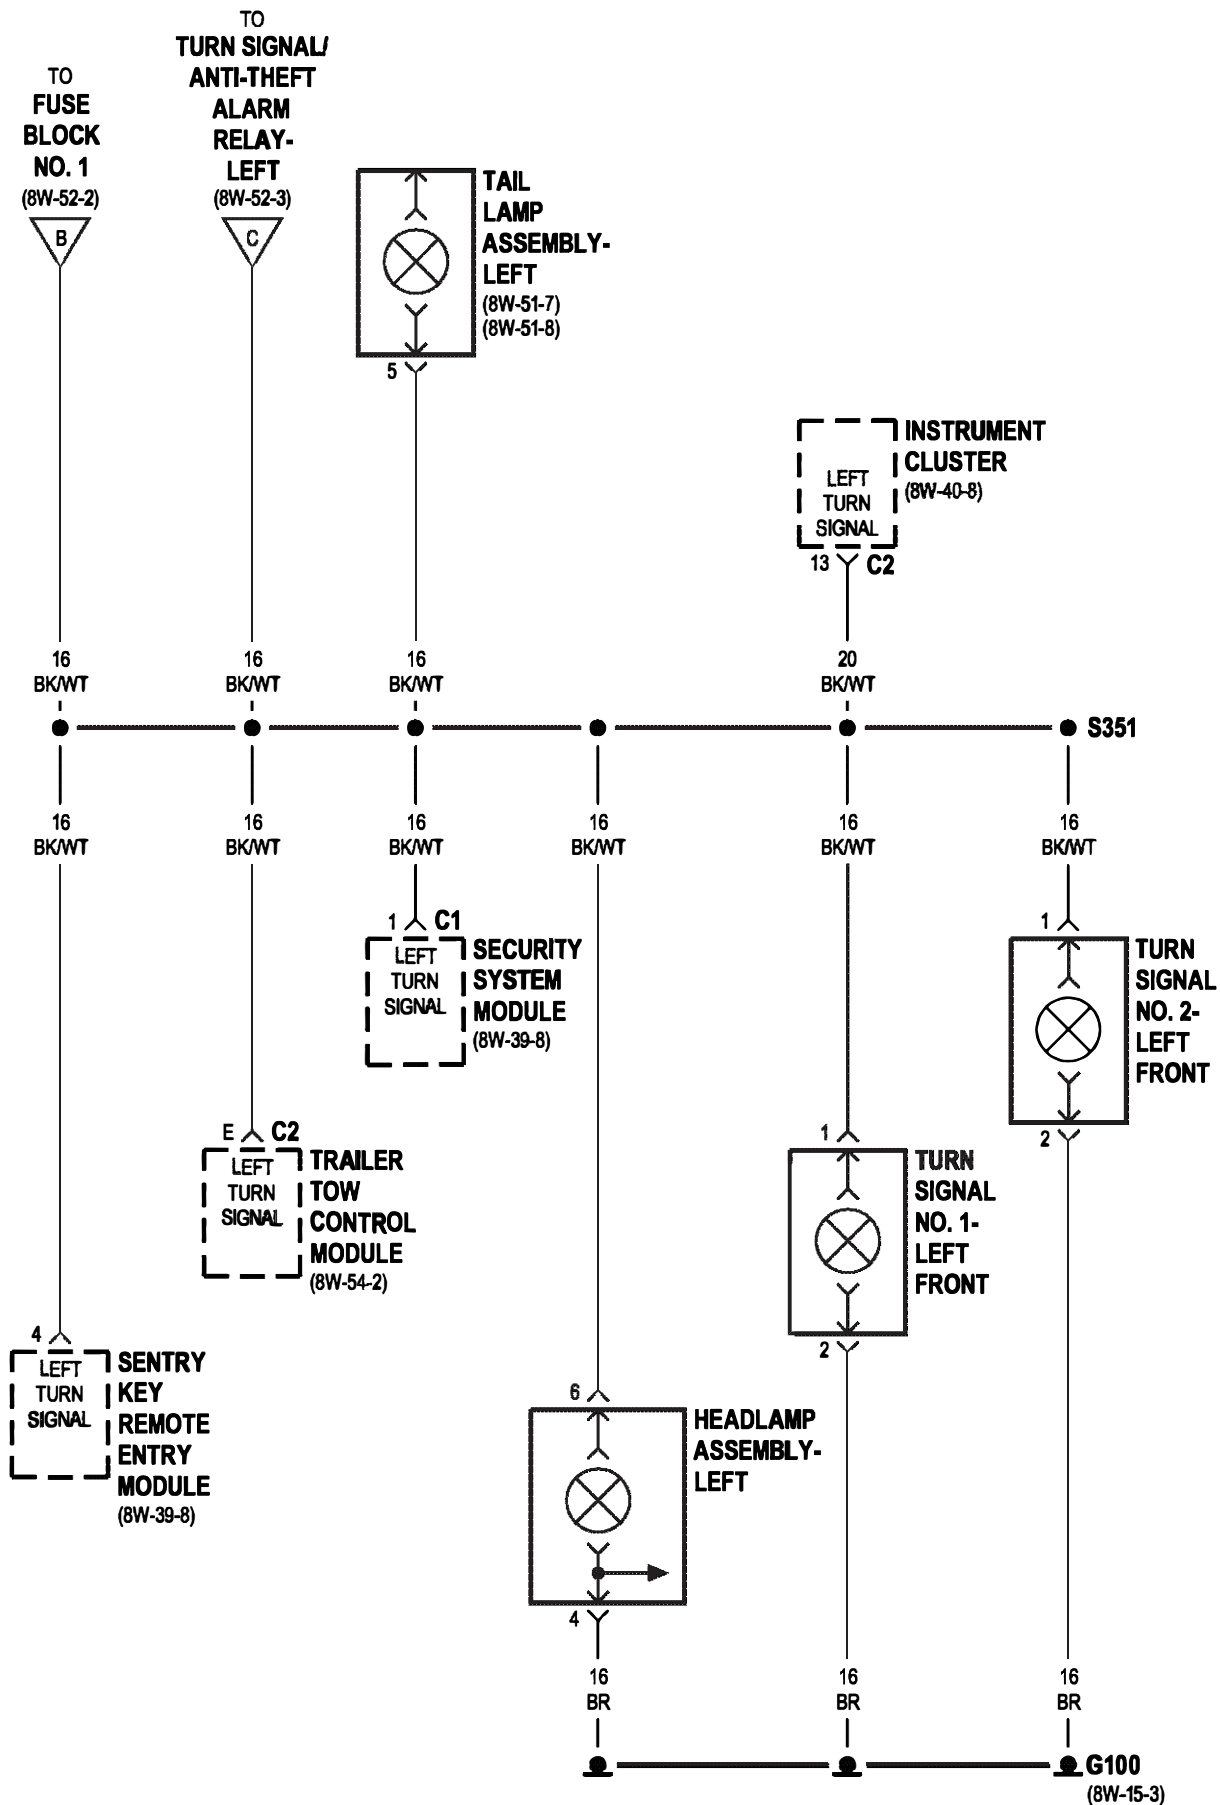 TO
FUSE
BLOCK
NO. 1
(8W-52-2)
B
TO
TURN SIGNAL/
ANTI-THEFT
ALARM
RELAY-
LEFT
(8W-52-3)
C
TAIL
LAMP
ASSEMBLY-
LEFT
(8W-51-7)
(8W-51-8)
5
INSTRUMENT
CLUSTER
(8W-40-8)
LEFT
TURN
SIGNAL
13
C2
16
BK/WT
16
BK/WT
16
BK/WT
20
BK/WT
S351
16
BK/WT
16
BK/WT
16
BK/WT
16
BK/WT
16
BK/WT
16
BK/WT
1
C1
LEFT
TURN
SIGNAL
SECURITY
SYSTEM
MODULE
(8W-39-8)
1
TURN
SIGNAL
NO. 2-
LEFT
FRONT
2
E
C2
LEFT
TURN
SIGNAL
TRAILER
TOW
CONTROL
MODULE
(8W-54-2)
1
TURN
SIGNAL
NO. 1-
LEFT
FRONT
2
4
LEFT
TURN
SIGNAL
SENTRY
KEY
REMOTE
ENTRY
MODULE
(8W-39-8)
6
HEADLAMP
ASSEMBLY-
LEFT
4
16
BR
16
BR
16
BR
G100
(8W-15-3)